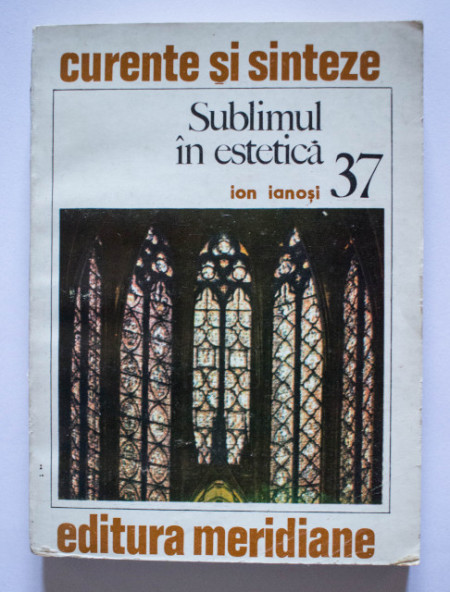 curente și sinteze
Sublimul
în estetică
ion ianoși 37
editura meridiane